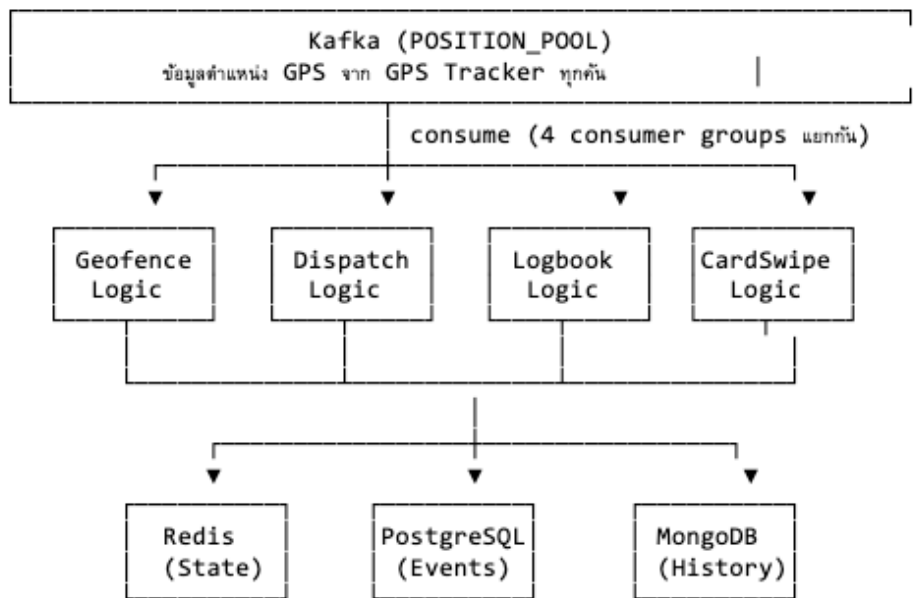 Kafka (POSITION_POOL)
ข้อมูลตำแหน่ง GPS จาก GPS Tracker ทุกคัน
consume (4 consumer groups แยกกัน)
Geofence Dispatch Logbook CardSwipe
Logic Logic Logic Logic
Redis PostgreSQL MongoDB
(State) (Events) (History)